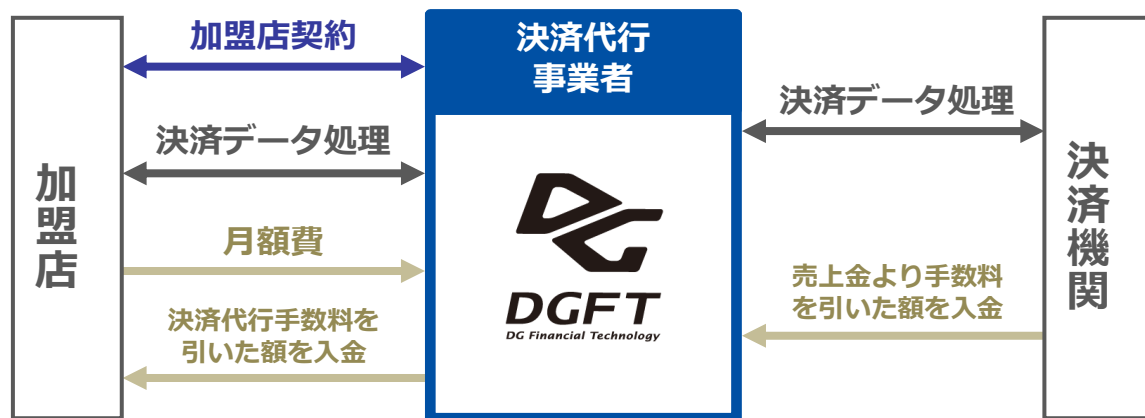 加盟店
加盟店契約
決済データ処理
月額費
決済代行手数料を
引いた額を入金
決済代行
事業者
DGFT
DG Financial Technology
決済データ処理
売上金より手数料
を引いた額を入金
決済機関